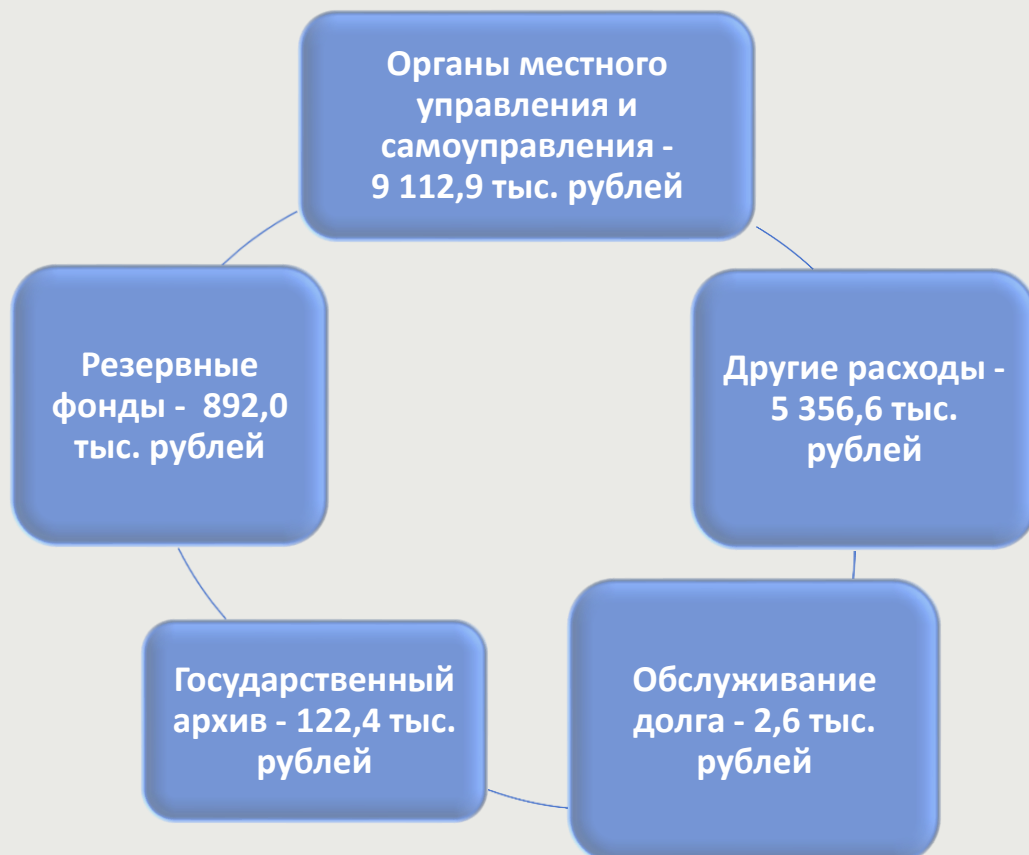 Органы местного
управления и
самоуправления -
9 112,9 тыс. рублей
Другие расходы -
5 356,6 тыс.
рублей
Обслуживание
долга - 2,6 тыс.
рублей
Государственный
архив - 122,4 тыс.
рублей
Резервные
фонды -  892,0
тыс. рублей